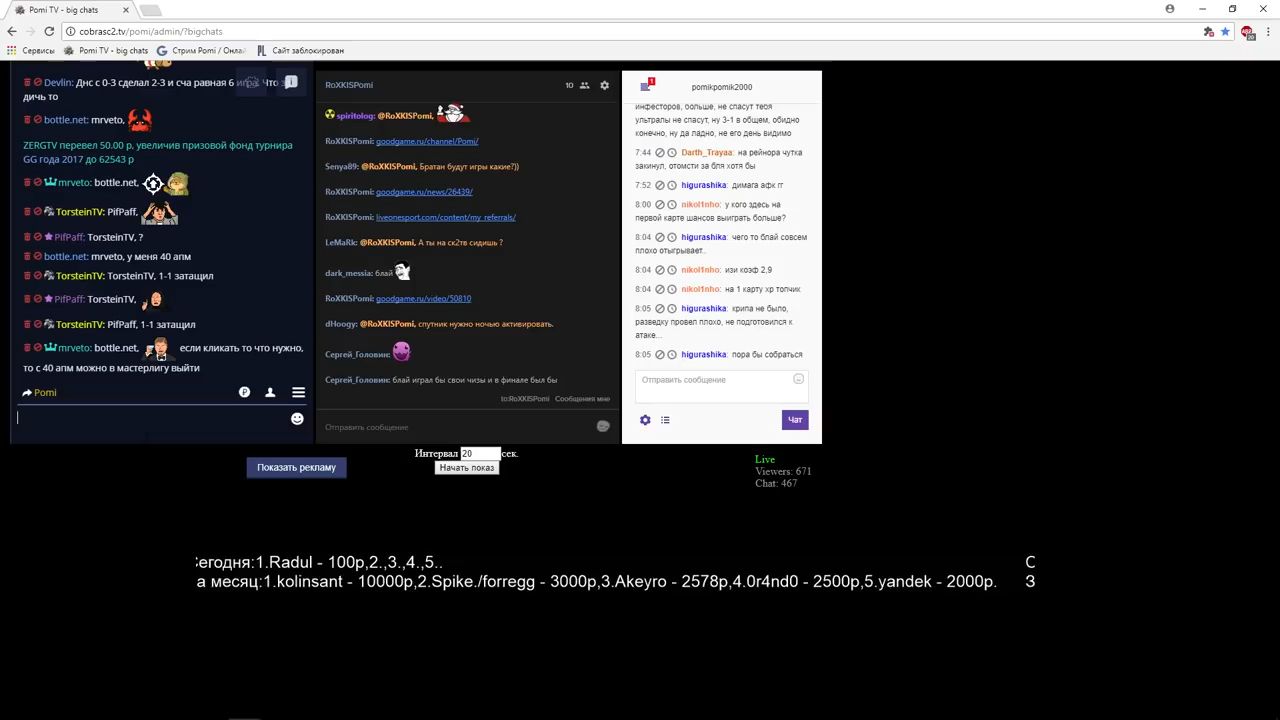 Pomi TV - big chats
cobrasc2.tv/pomi/admin/?bigchats
Сервисы
Pomi TV - big chats
Стрим Pomi / Онлай
Сайт заблокирован
Devlin: Днс с 0-3 сделал 2-3 и сча равная 6 игра. Что за
дичь то
bottle.net: mrveto,
ZERGTV перевел 50.00 р, увеличив призовой фонд турнира
GG года 2017 до 62543 р
mrveto: bottle.net,
TorsteinTV: PifPaff,
PifPaff: TorsteinTV, ?
bottle.net: mrveto, у меня 40 апм
TorsteinTV: TorsteinTV, 1-1 затащил
PifPaff: TorsteinTV,
TorsteinTV: PifPaff, 1-1 затащил
mrveto: bottle.net, если кликать то что нужно,
то с 40 апм можно в мастерлигу выйти
Pomi
Показать рекламу
RoXKISPomi
10
spiritolog: @RoXKISPomi,
RoXKISPomi: goodgame.ru/channel/Pomi/
Senya89: @RoXKISPomi, Братан будут игры какие?))
RoXKISPomi: goodgame.ru/news/26439/
RoXKISPomi: liveonesport.com/content/my_referrals/
LeMaRk: @RoXKISPomi, А ты на ск2тв сидишь ?
dark_messia: блай
RoXKISPomi: goodgame.ru/video/50810
dHoogy: @RoXKISPomi, спутник нужно ночью активировать.
Сергей_Головин:
Сергей_Головин: блай играл бы свои чизы и в финале был бы
to:RoXKISPomi Сообщения мне
Отправить сообщение
Интервал 20 сек.
Начать показ
1
pomikpomik2000
инфесторов, больше, не спасут тебя
ультралы не спасут, ну 3-1 в общем, обидно
конечно, ну да ладно, не его день видимо
7:44 Darth_Trayaa: на рейнора чутка
закинул, отомсти за бля хотя бы
7:52 higurashika: димага афк гг
8:00 nikol1nho: у кого здесь на
первой карте шансов выиграть больше?
8:04 higurashika: чего то блай совсем
плохо отыгрывает..
8:04 nikol1nho: изи коэф 2,9
8:04 nikol1nho: на 1 карту хр топчик
8:05 higurashika: крипа не было,
разведку провел плохо, не подготовился к
атаке...
8:05 higurashika: пора бы собраться
Отправить сообщение
Чат
Live
Viewers: 671
Chat: 467
Сегодня:1.Radul - 100р,2.,3.,4.,5..
С
а месяц:1.kolinsant - 10000р,2.Spike./forregg - 3000р,3.Akeyro - 2578р,4.0r4nd0 - 2500р,5.yandek - 2000р.
З